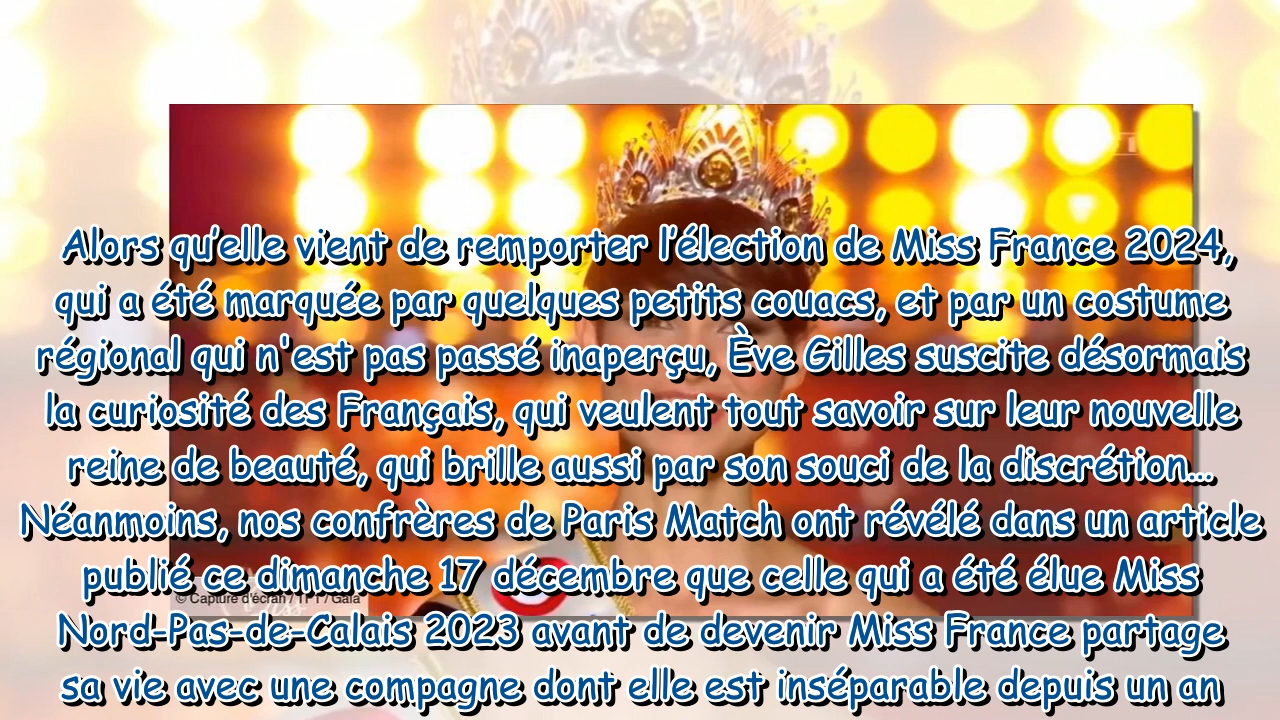 Alors qu’elle vient de remporter l’élection de Miss France 2024,
qui a été marquée par quelques petits couacs, et par un costume
régional qui n'est pas passé inaperçu, Ève Gilles suscite désormais
la curiosité des Français, qui veulent tout savoir sur leur nouvelle
reine de beauté, qui brille aussi par son souci de la discrétion...
Néanmoins, nos confrères de Paris Match ont révélé dans un article
publié ce dimanche 17 décembre que celle qui a été élue Miss
© Capture d'écran / TF1 / Gala
Nord-Pas-de-Calais 2023 avant de devenir Miss France partage
sa vie avec une compagne dont elle est inséparable depuis un an